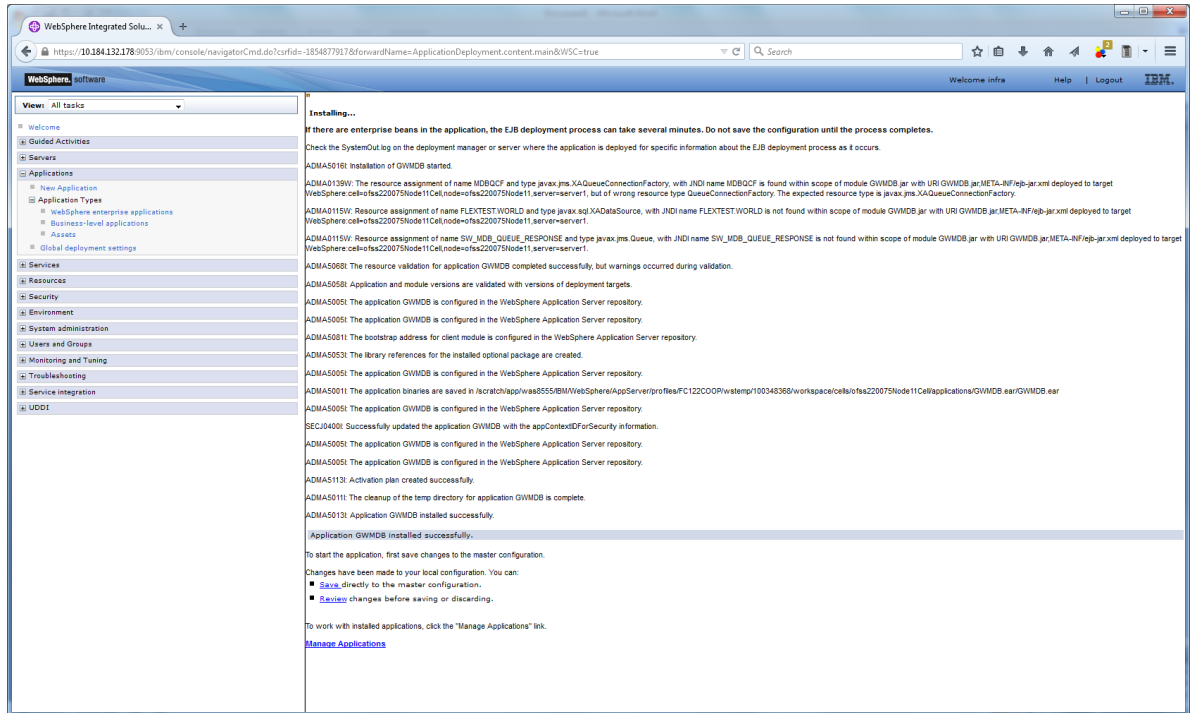 WebSphere Integrated Solu...
https://10.184.132.178:9053/ibm/console/navigatorCmd.do?csrfid=-1854877917&forwardName=ApplicationDeployment.content.main&WSC=true
Search
2
WebSphere. software
Welcome infra
Help | Logout
IBM.
View: All tasks
Welcome
Guided Activities
Servers
Applications
New Application
Application Types
WebSphere enterprise applications
Business-level applications
Assets
Global deployment settings
Services
Resources
Security
Environment
System administration
Users and Groups
Monitoring and Tuning
Troubleshooting
Service integration
UDDI
Installing...
If there are enterprise beans in the application, the EJB deployment process can take several minutes. Do not save the configuration until the process completes.
Check the SystemOut.log on the deployment manager or server where the application is deployed for specific information about the EJB deployment process as it occurs.
ADMA5016I: Installation of GWMDB started.
ADMA0139W: The resource assignment of name MDBQCF and type javax.jms.XAQueueConnectionFactory, with JNDI name MDBQCF is found within scope of module GWMDB.jar with URI GWMDB.jar,META-INF/ejb-jar.xml deployed to target
WebSphere:cell=ofss220075Node11Cell,node=ofss220075Node11,server=server1, but of wrong resource type QueueConnectionFactory. The expected resource type is javax.jms.XAQueueConnectionFactory.
ADMA0115W: Resource assignment of name FLEXTEST.WORLD and type javax.sql.XADataSource, with JNDI name FLEXTEST.WORLD is not found within scope of module GWMDB.jar with URI GWMDB.jar,META-INF/ejb-jar.xml deployed to target
WebSphere:cell=ofss220075Node11Cell,node=ofss220075Node11,server=server1.
ADMA0115W: Resource assignment of name SW_MDB_QUEUE_RESPONSE and type javax.jms.Queue, with JNDI name SW_MDB_QUEUE_RESPONSE is not found within scope of module GWMDB.jar with URI GWMDB.jar,META-INF/ejb-jar.xml deployed to target
WebSphere:cell=ofss220075Node11Cell,node=ofss220075Node11,server=server1.
ADMA5068I: The resource validation for application GWMDB completed successfully, but warnings occurred during validation.
ADMA5058I: Application and module versions are validated with versions of deployment targets.
ADMA5005I: The application GWMDB is configured in the WebSphere Application Server repository.
ADMA5005I: The application GWMDB is configured in the WebSphere Application Server repository.
ADMA5081I: The bootstrap address for client module is configured in the WebSphere Application Server repository.
ADMA5053I: The library references for the installed optional package are created.
ADMA5005I: The application GWMDB is configured in the WebSphere Application Server repository.
ADMA5001I: The application binaries are saved in /scratch/app/was8555/IBM/WebSphere/AppServer/profiles/FC122COOP/wstemp/100348368/workspace/cells/ofss220075Node11Cell/applications/GWMDB.ear/GWMDB.ear
ADMA5005I: The application GWMDB is configured in the WebSphere Application Server repository.
SECJ0400I: Successfully updated the application GWMDB with the appContextIDForSecurity information.
ADMA5005I: The application GWMDB is configured in the WebSphere Application Server repository.
ADMA5005I: The application GWMDB is configured in the WebSphere Application Server repository.
ADMA5113I: Activation plan created successfully.
ADMA5011I: The cleanup of the temp directory for application GWMDB is complete.
ADMA5013I: Application GWMDB installed successfully.
Application GWMDB installed successfully.
To start the application, first save changes to the master configuration.
Changes have been made to your local configuration. You can:
Save directly to the master configuration.
Review changes before saving or discarding.
To work with installed applications, click the "Manage Applications" link.
Manage Applications